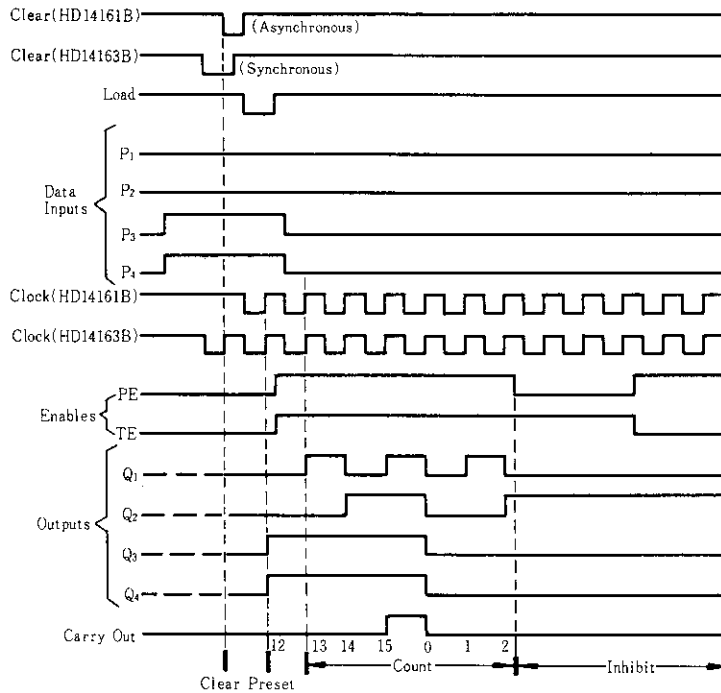 Clear(HD14161B)
(Asynchronous)
Clear(HD14163B)
(Synchronous)
Load
Data Inputs
P₁
P₂
P₃
P₄
Clock(HD14161B)
Clock(HD14163B)
Enables
PE
TE
Outputs
Q₁
Q₂
Q₃
Q₄
Carry Out
12 13 14 15 0 1 2
Clear Preset
Count
Inhibit